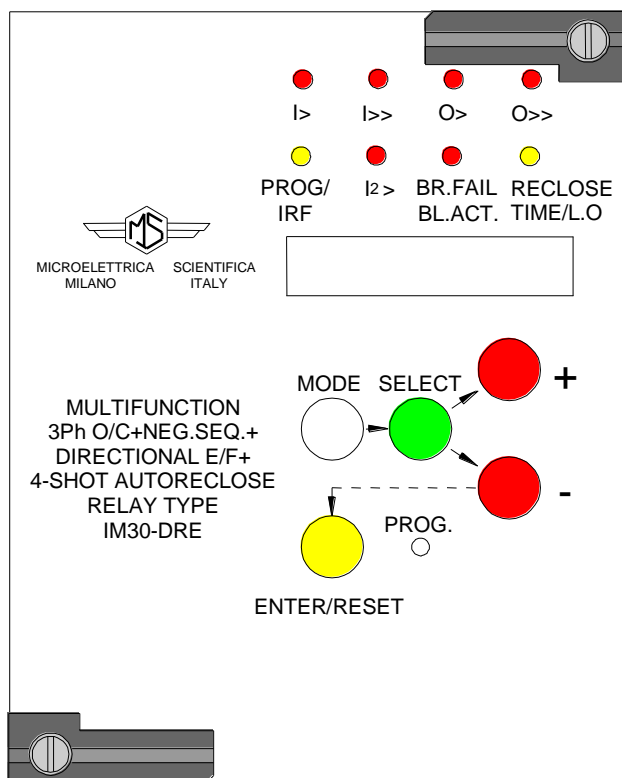 I> I>> O> O>>
PROG/ I2> BR.FAIL RECLOSE
IRF BL.ACT. TIME/L.O
MS
MICROELETTRICA SCIENTIFICA
MILANO ITALY
MODE SELECT
+
MULTIFUNCTION
3Ph O/C+NEG.SEQ.+
DIRECTIONAL E/F+
4-SHOT AUTORECLOSE
RELAY TYPE
IM30-DRE
-
PROG.
ENTER/RESET